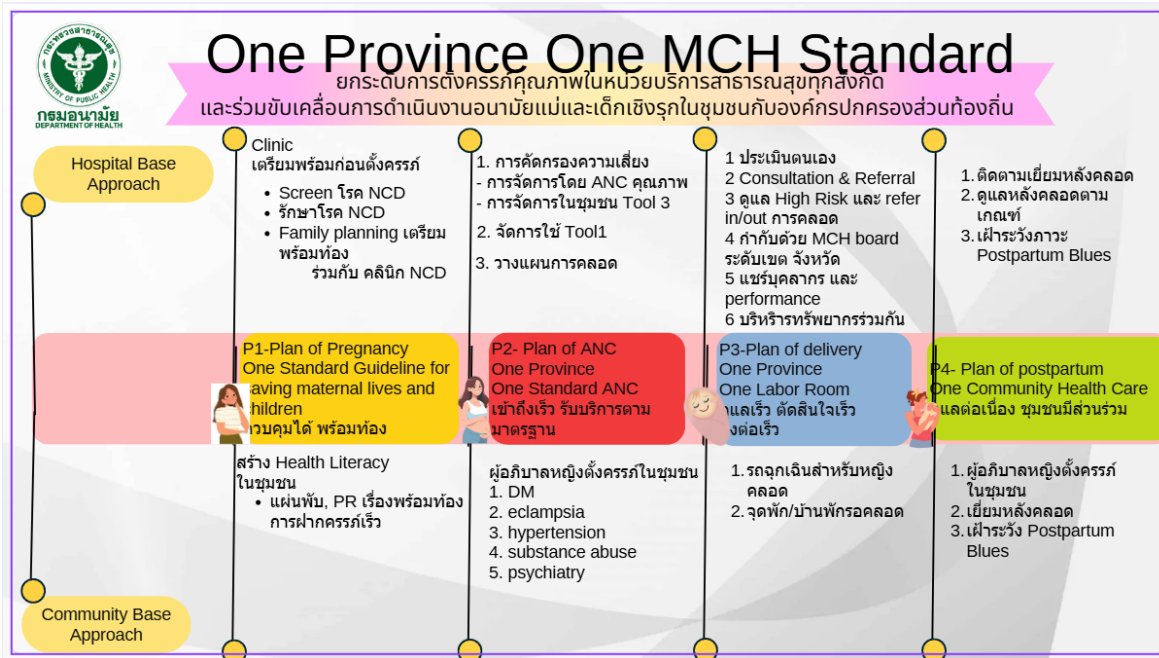 กระทรวงสาธารณสุข
MINISTRY OF PUBLIC HEALTH
กรมอนามัย
DEPARTMENT OF HEALTH
One Province One MCH Standard
ยกระดับการตั้งครรภ์คุณภาพในหน่วยบริการสาธารณสุขทุกสังกัด
และร่วมขับเคลื่อนการดำเนินงานอนามัยแม่และเด็กเชิงรุกในชุมชนกับองค์กรปกครองส่วนท้องถิ่น
Hospital Base
Approach
Clinic
เตรียมพร้อมก่อนตั้งครรภ์
• Screen โรค NCD
• รักษาโรค NCD
• Family planning เตรียม
พร้อมท้อง
ร่วมกับ คลินิก NCD
1. การคัดกรองความเสี่ยง
- การจัดการโดย ANC คุณภาพ
- การจัดการในชุมชน Tool 3
2. จัดการใช้ Tool1
3. วางแผนการคลอด
1 ประเมินตนเอง
2 Consultation & Referral
3 ดูแล High Risk และ refer
in/out การคลอด
4 กำกับด้วย MCH board
ระดับเขต จังหวัด
5 แชร์บุคลากร และ
performance
6 บริหริารทรัพยากรร่วมกัน
1. ติดตามเยี่ยมหลังคลอด
2. ดูแลหลังคลอดตาม
เกณฑ์
3. เฝ้าระวังภาวะ
Postpartum Blues
P1-Plan of Pregnancy
One Standard Guideline for
saving maternal lives and
children
ควบคุมได้ พร้อมท้อง
P2- Plan of ANC
One Province
One Standard ANC
เข้าถึงเร็ว รับบริการตาม
มาตรฐาน
P3-Plan of delivery
One Province
One Labor Room
ดูแลเร็ว ตัดสินใจเร็ว
ส่งต่อเร็ว
P4- Plan of postpartum
One Community Health Care
ดูแลต่อเนื่อง ชุมชนมีส่วนร่วม
Community Base
Approach
สร้าง Health Literacy
ในชุมชน
• แผ่นพับ, PR เรื่องพร้อมท้อง
การฝากครรภ์เร็ว
ผู้อภิบาลหญิงตั้งครรภ์ในชุมชน
1. DM
2. eclampsia
3. hypertension
4. substance abuse
5. psychiatry
1. รถฉุกเฉินสำหรับหญิง
คลอด
2. จุดพัก/บ้านพักรอคลอด
1. ผู้อภิบาลหญิงตั้งครรภ์
ในชุมชน
2. เยี่ยมหลังคลอด
3. เฝ้าระวัง Postpartum
Blues